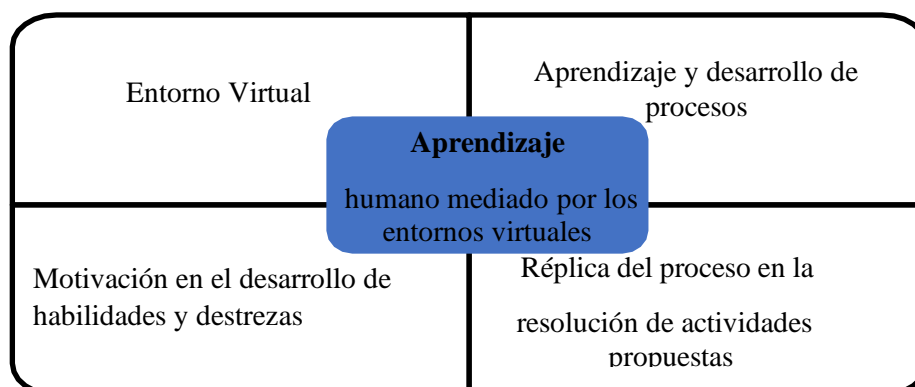 Entorno Virtual
Aprendizaje y desarrollo de
procesos
Aprendizaje
humano mediado por los
entornos virtuales
Motivación en el desarrollo de
habilidades y destrezas
Réplica del proceso en la
resolución de actividades
propuestas